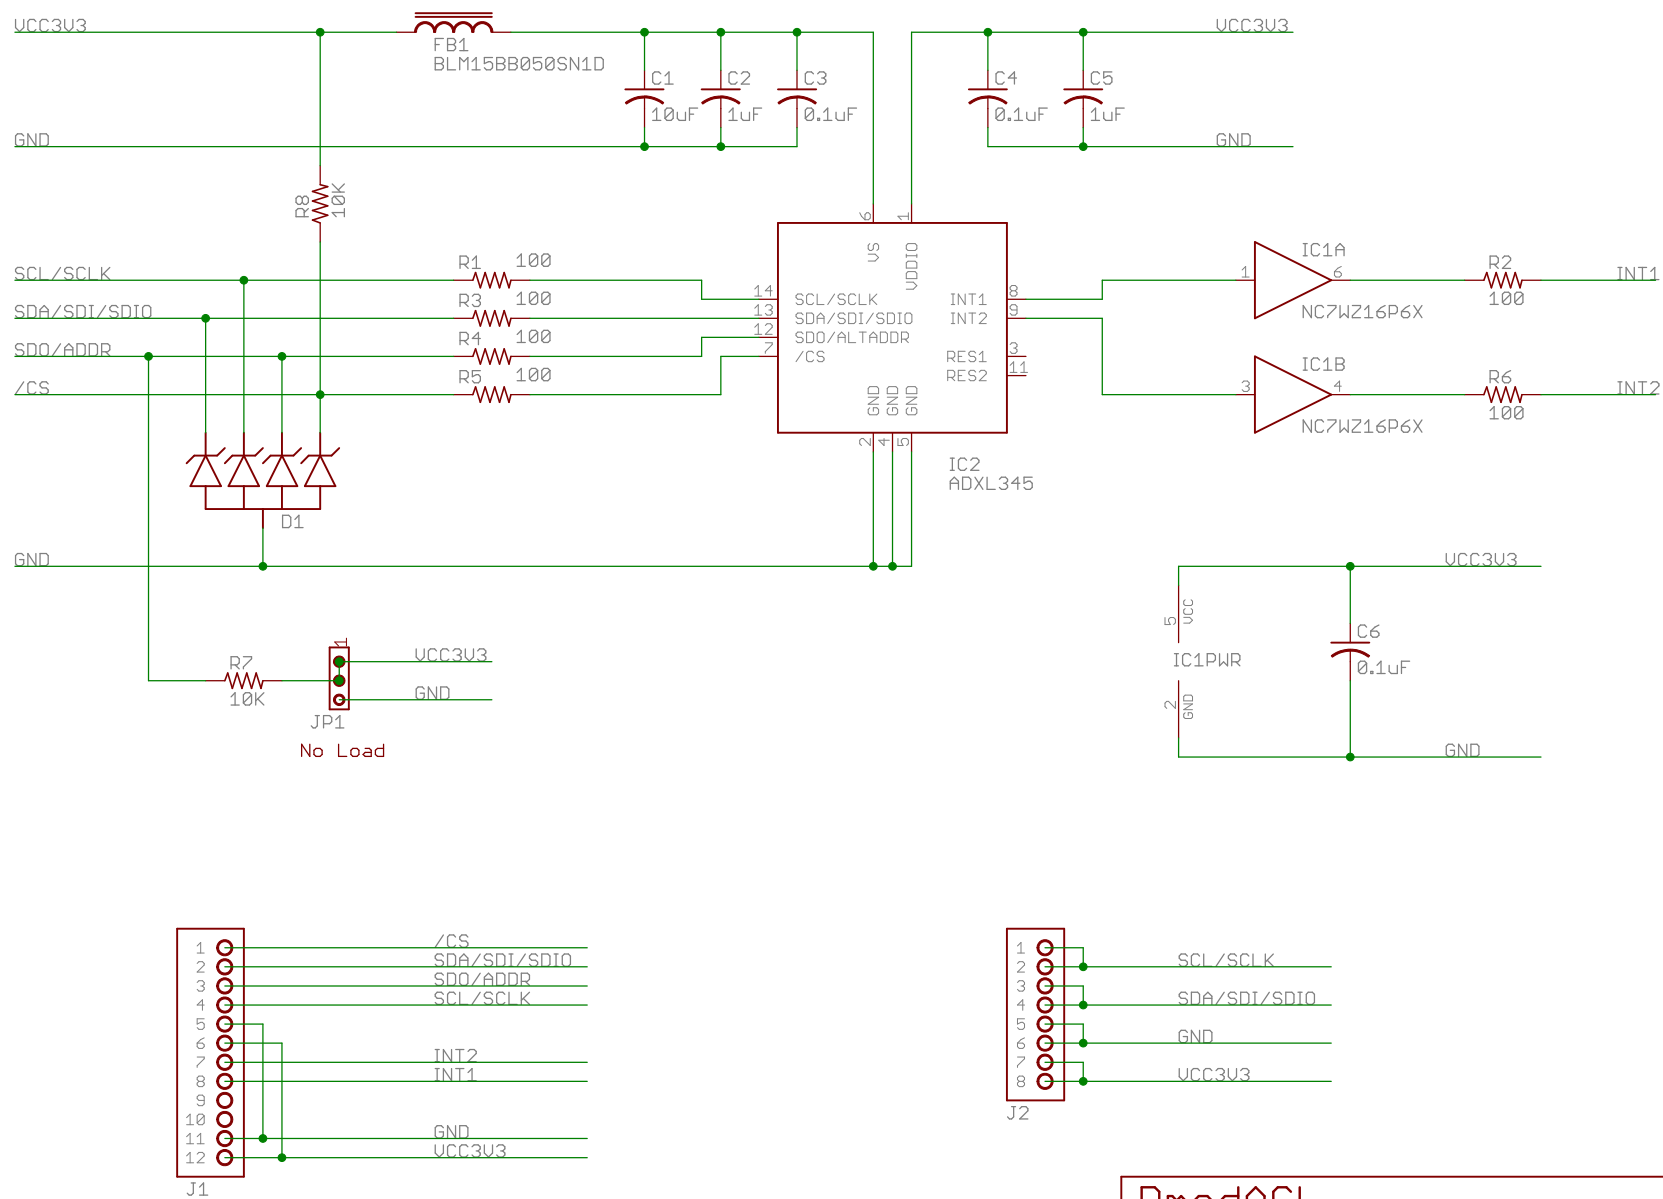 VCC3V3
FB1
BLM15BB050SN1D
VCC3V3
C1
10uF
C2
1uF
C3
0.1uF
C4
0.1uF
C5
1uF
GND
GND
R8
10K
6
1
VS
VDDIO
SCL/SCLK
R1 100
14 SCL/SCLK
INT1 8
SDA/SDI/SDIO
R3 100
13 SDA/SDI/SDIO
INT2 9
SDO/ADDR
R4 100
12 SDO/ALTADDR
/CS
R5 100
7 /CS
RES1 3
RES2 11
GND
GND
GND
2
4
5
IC2
ADXL345
IC1A
1
6
NC7WZ16P6X
R2
100
INT1
IC1B
3
4
NC7WZ16P6X
R6
100
INT2
D1
GND
R7
10K
1
VCC3V3
GND
JP1
No Load
VCC3V3
5
VCC
IC1PWR
2
GND
C6
0.1uF
GND
1 /CS
2 SDA/SDI/SDIO
3 SDO/ADDR
4 SCL/SCLK
5
6
7 INT2
8 INT1
9
10
11 GND
12 VCC3V3
J1
1
2 SCL/SCLK
3
4 SDA/SDI/SDIO
5
6 GND
7
8 VCC3V3
J2
PmodACL